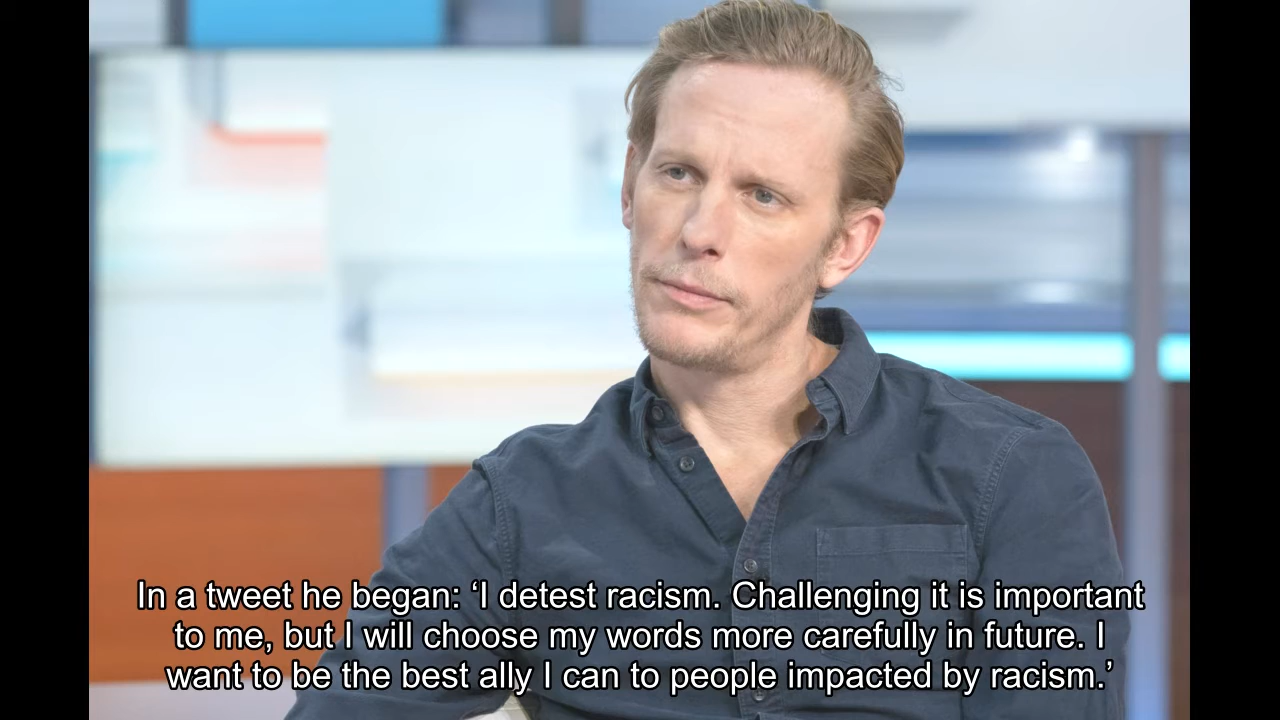 In a tweet he began: ‘I detest racism. Challenging it is important
to me, but I will choose my words more carefully in future. I
want to be the best ally I can to people impacted by racism.’